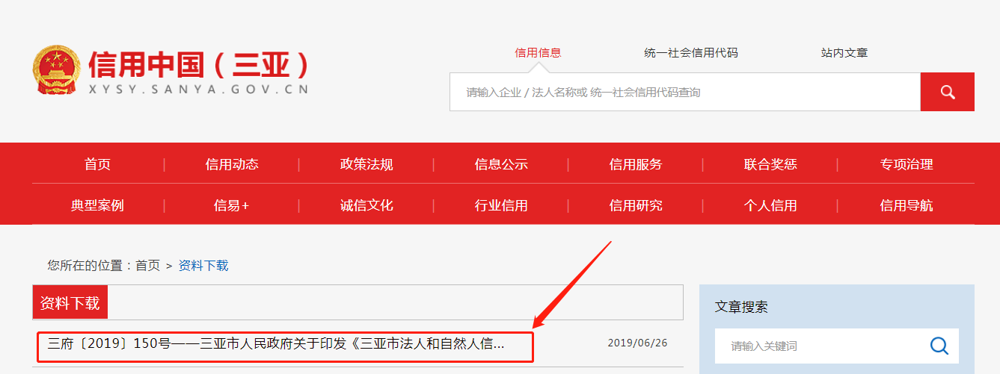 信用中国（三亚）
XYSY.SANYA.GOV.CN
信用信息 统一社会信用代码 站内文章
请输入企业 / 法人名称或 统一社会信用代码查询
首页 | 信用动态 | 政策法规 | 信息公示 | 信用服务 | 联合奖惩 | 专项治理
典型案例 | 信易+ | 诚信文化 | 行业信用 | 信用研究 | 个人信用 | 信用导航
您所在的位置：首页 > 资料下载
资料下载
三府〔2019〕150号——三亚市人民政府关于印发《三亚市法人和自然人信... 2019/06/26
文章搜索
请输入关键词